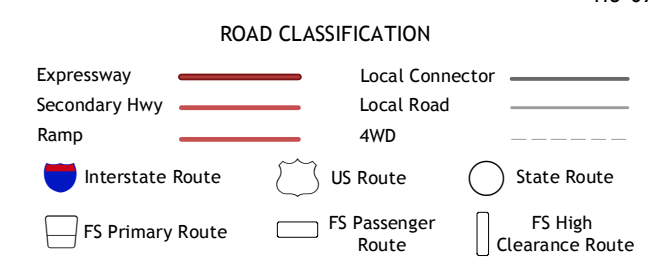 ROAD CLASSIFICATION
Expressway
Local Connector
Secondary Hwy
Local Road
Ramp
4WD
Interstate Route
US Route
State Route
FS Primary Route
FS Passenger
Route
FS High
Clearance Route